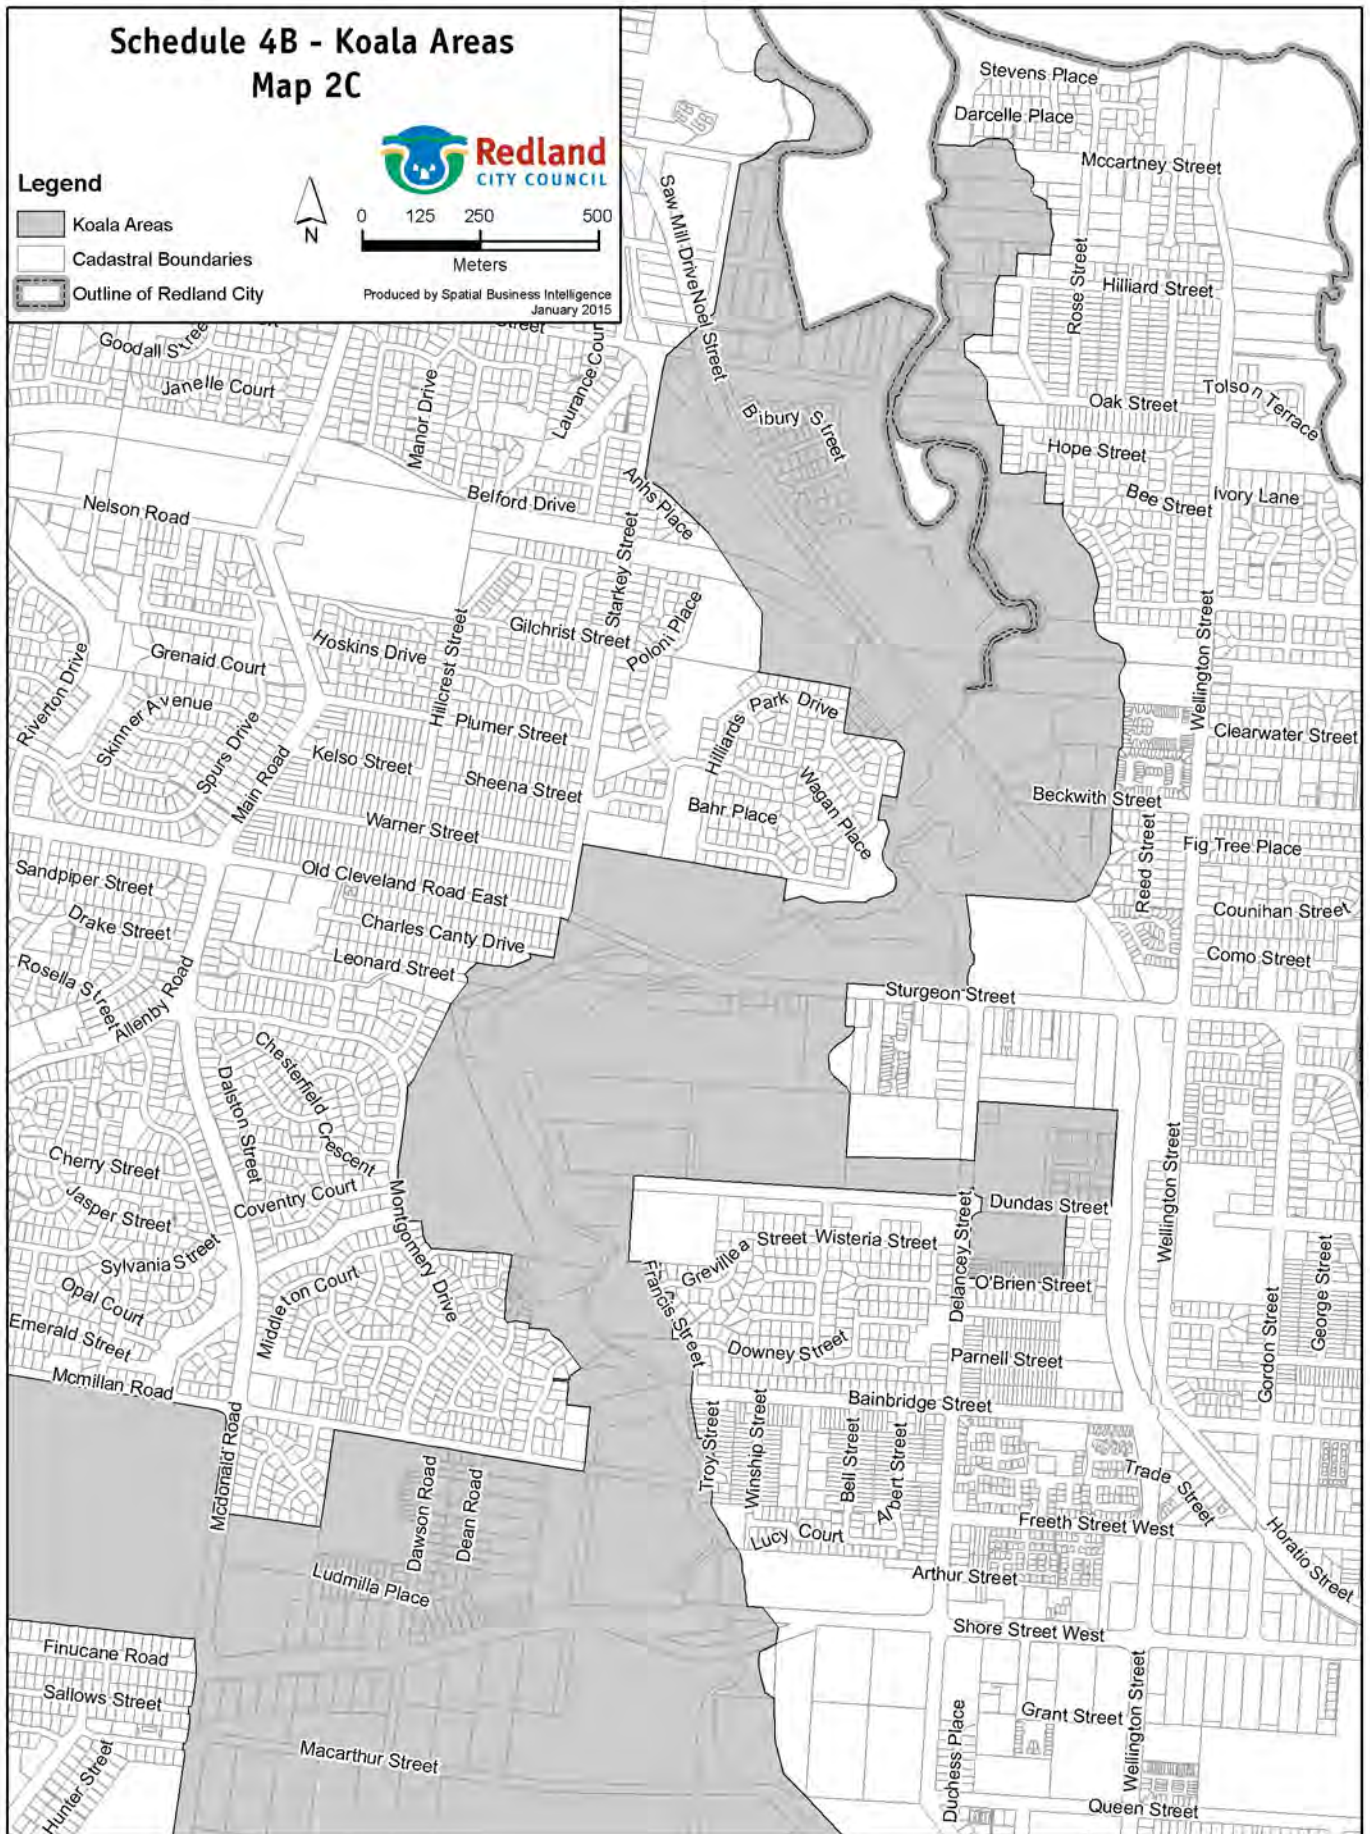 Schedule 4B - Koala Areas
Map 2C
Redland
CITY COUNCIL
Legend
Koala Areas
Cadastral Boundaries
Outline of Redland City
N
0 125 250 500
Meters
Produced by Spatial Business Intelligence
January 2015
Stevens Place
Darcelle Place
Mccartney Street
Saw Mill Drive
Noel Street
Rose Street
Hilliard Street
Street
Goodall Street
Janelle Court
Manor Drive
Laurance Court
Bibury Street
Oak Street
Tolson Terrace
Hope Street
Bee Street
Ivory Lane
Nelson Road
Belford Drive
Anhs Place
Starkey Street
Gilchrist Street
Poloni Place
Hoskins Drive
Hillcrest Street
Grenaid Court
Riverton Drive
Skinner Avenue
Spurs Drive
Main Road
Plumer Street
Kelso Street
Sheena Street
Hilliards Park Drive
Wagan Place
Bahr Place
Wellington Street
Clearwater Street
Beckwith Street
Reed Street
Fig Tree Place
Warner Street
Old Cleveland Road East
Sandpiper Street
Drake Street
Charles Canty Drive
Leonard Street
Rosella Street
Allenby Road
Counihan Street
Como Street
Sturgeon Street
Chesterfield Crescent
Dalston Street
Cherry Street
Jasper Street
Coventry Court
Sylvania Street
Montgomery Drive
Middleton Court
Opal Court
Emerald Street
Mcmillan Road
Mcdonald Road
Wellington Street
Dundas Street
Delancey Street
Grevillea Street
Wisteria Street
Francis Street
O'Brien Street
George Street
Gordon Street
Downey Street
Parnell Street
Bainbridge Street
Troy Street
Winship Street
Bell Street
Albert Street
Trade Street
Freeth Street West
Horatio Street
Lucy Court
Arthur Street
Dawson Road
Dean Road
Ludmilla Place
Shore Street West
Finucane Road
Sallows Street
Hunter Street
Macarthur Street
Duchess Place
Grant Street
Wellington Street
Queen Street